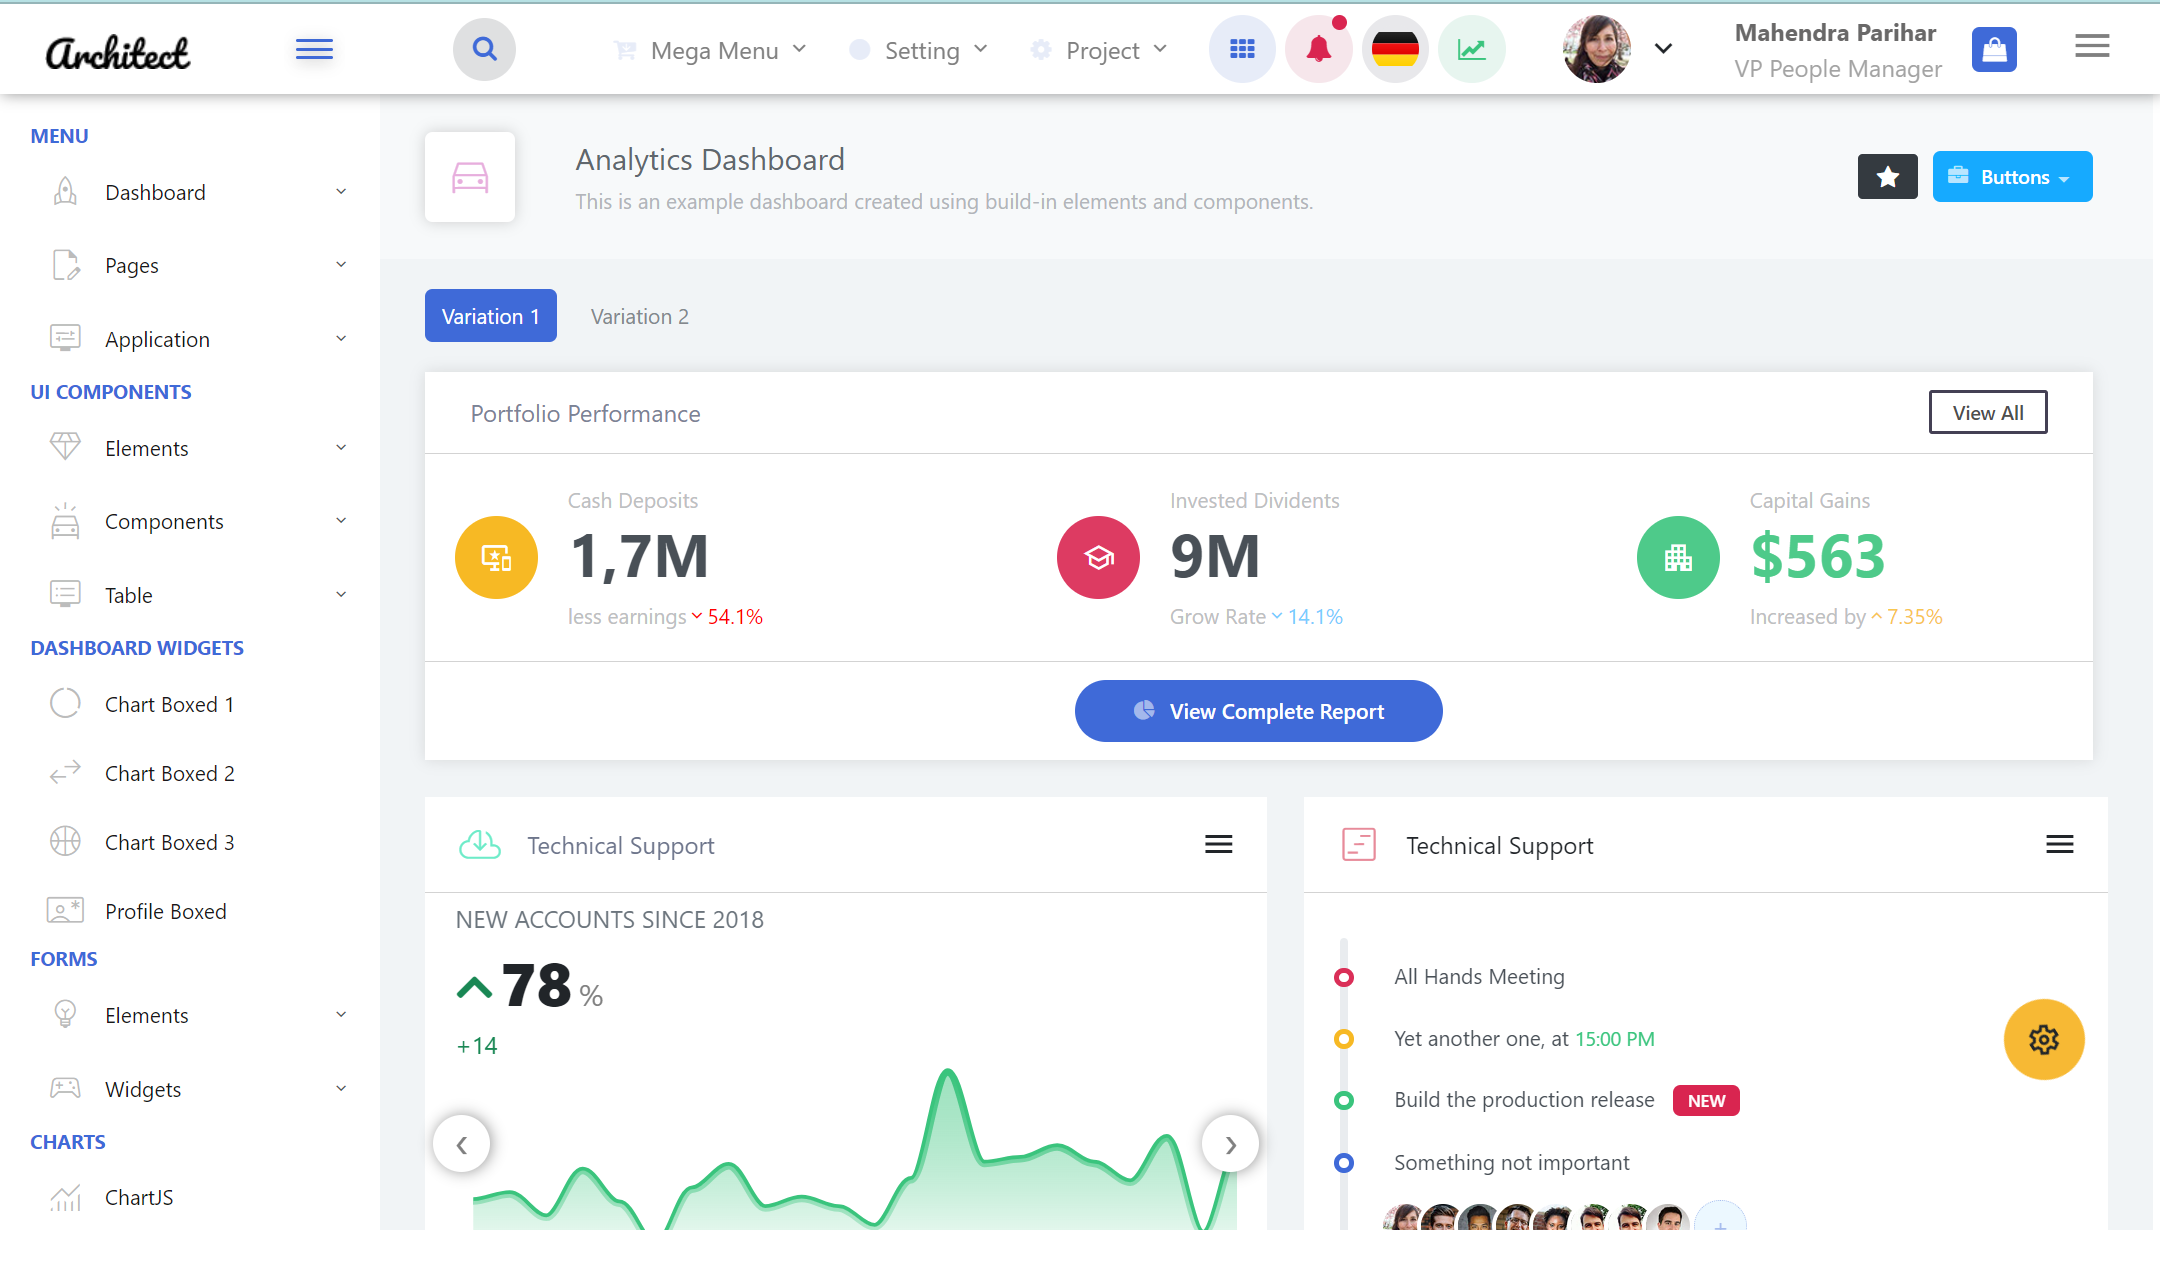 Architect
Mega Menu
Setting
Project
Mahendra Parihar
VP People Manager
MENU
Dashboard
Pages
Application
UI COMPONENTS
Elements
Components
Table
DASHBOARD WIDGETS
Chart Boxed 1
Chart Boxed 2
Chart Boxed 3
Profile Boxed
FORMS
Elements
Widgets
CHARTS
ChartJS
Analytics Dashboard
This is an example dashboard created using build-in elements and components.
Buttons
Variation 1
Variation 2
Portfolio Performance
View All
Cash Deposits
1,7M
less earnings 54.1%
Invested Dividents
9M
Grow Rate 14.1%
Capital Gains
$563
Increased by 7.35%
View Complete Report
Technical Support
NEW ACCOUNTS SINCE 2018
78 %
+14
Technical Support
All Hands Meeting
Yet another one, at 15:00 PM
Build the production release NEW
Something not important
+